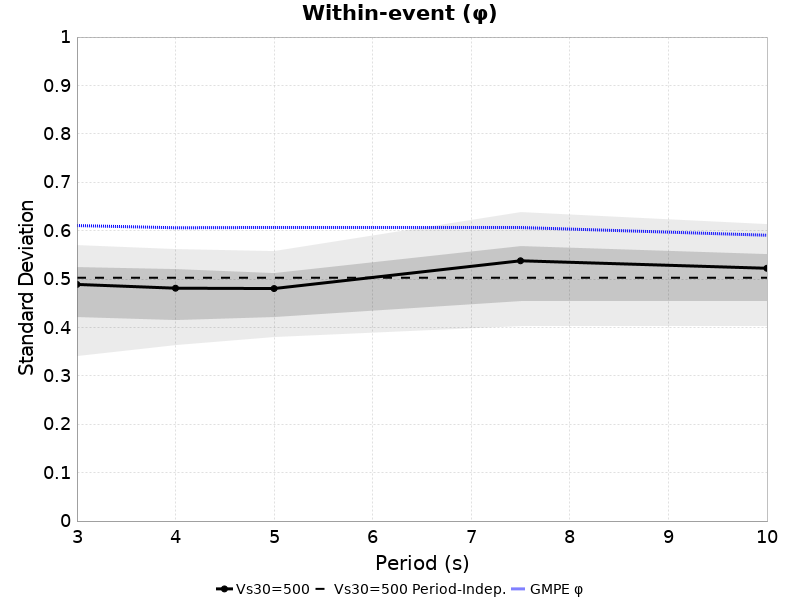 Within-event (φ)
Standard Deviation
1
0.9
0.8
0.7
0.6
0.5
0.4
0.3
0.2
0.1
0
3 4 5 6 7 8 9 10
Period (s)
Vs30=500 Vs30=500 Period-Indep. GMPE φ